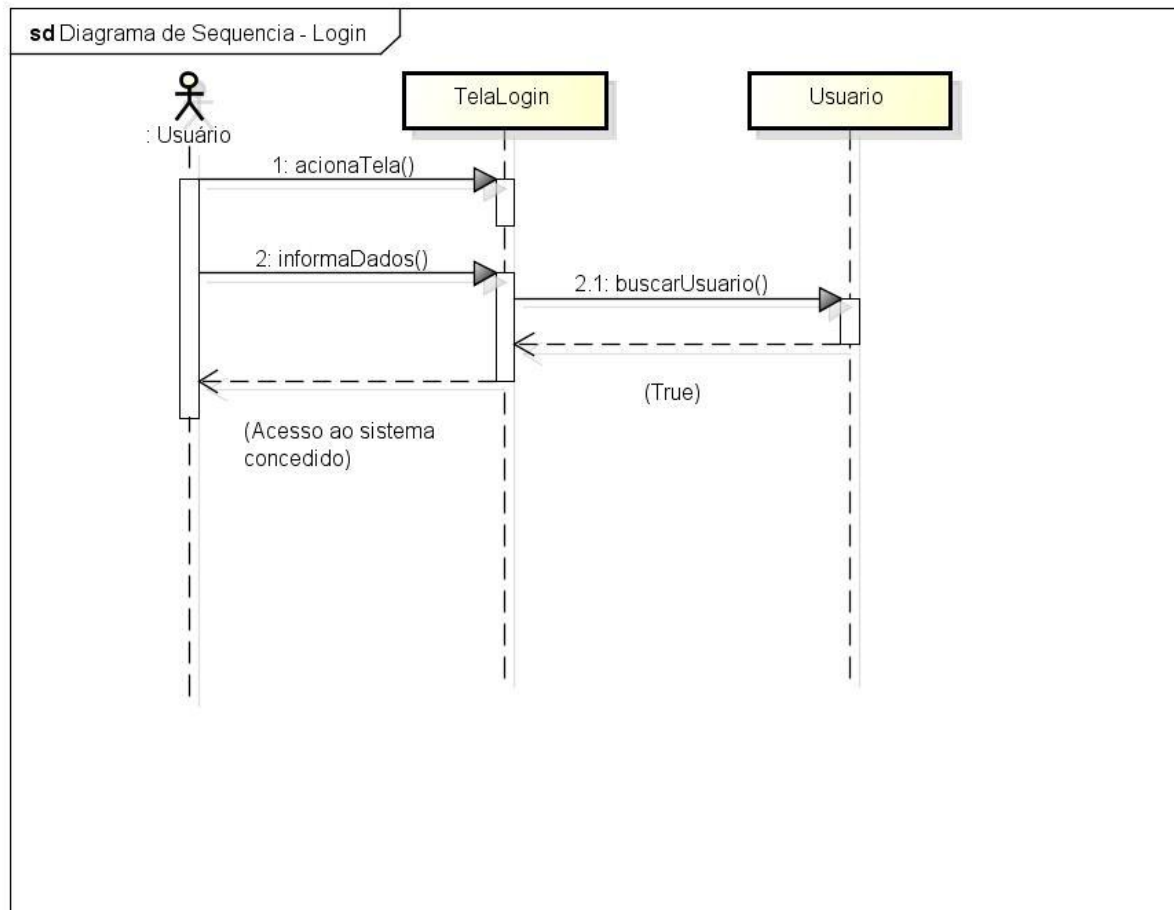 sd Diagrama de Sequencia - Login
TelaLogin
Usuario
: Usuário
1: acionaTela()
2: informaDados()
2.1: buscarUsuario()
(True)
(Acesso ao sistema
concedido)